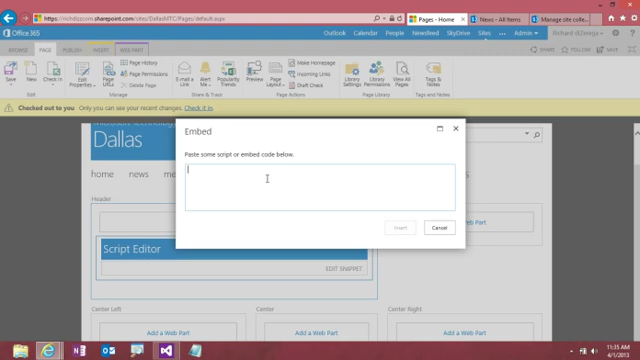 https://richdizz.sharepoint.com/sites/DallasMTC/Pages/default.aspx
Pages - Home
News - All Items
Manage site collec...
Office 365
Outlook Calendar People Newsfeed SkyDrive Sites ... Admin
Richard diZerega
BROWSE PAGE PUBLISH INSERT WEB PART
SHARE FOLLOW SAVE
Save New Check In
Edit Properties Page URLs
Page History
Page Permissions
Delete Page
E-mail a Link Alert Me Popularity Trends
Preview Page Layout
Make Homepage
Incoming Links
Draft Check
Library Settings Library Permissions View All Pages
Tags & Notes
Edit Manage Share & Track Page Actions Page Library Tags and Notes
Checked out to you Only you can see your recent changes. Check it in.
Dallas
home news me
Header
Script Editor
EDIT SNIPPET
Embed
Paste some script or embed code below.
Insert Cancel
Web Part
Center Left Center Center Right
Add a Web Part Add a Web Part Add a Web Part
11:35 AM
4/1/2013